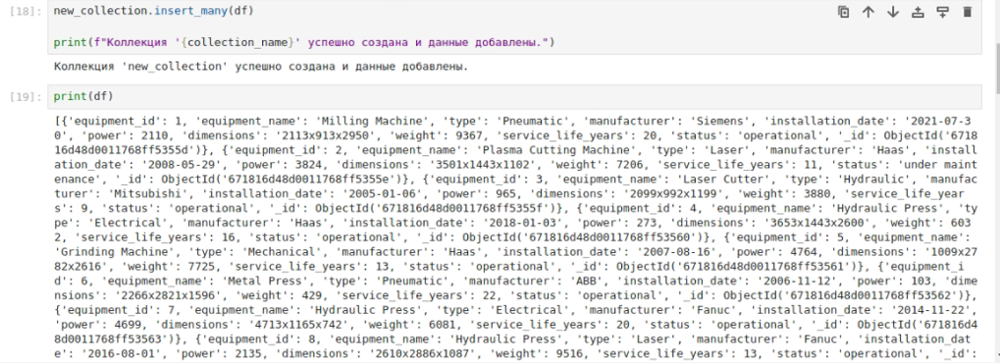 [18]: new_collection.insert_many(df)
print(f"Коллекция '{collection_name}' успешно создана и данные добавлены.")
Коллекция 'new_collection' успешно создана и данные добавлены.
[19]: print(df)
[{'equipment_id': 1, 'equipment_name': 'Milling Machine', 'type': 'Pneumatic', 'manufacturer': 'Siemens', 'installation_date': '2021-07-3
0', 'power': 2110, 'dimensions': '2113x913x2950', 'weight': 9367, 'service_life_years': 20, 'status': 'operational', '_id': ObjectId('6718
16d48d0011768ff5355d')}, {'equipment_id': 2, 'equipment_name': 'Plasma Cutting Machine', 'type': 'Laser', 'manufacturer': 'Haas', 'install
ation_date': '2008-05-29', 'power': 3824, 'dimensions': '3501x1443x1102', 'weight': 7206, 'service_life_years': 11, 'status': 'under maint
enance', '_id': ObjectId('671816d48d0011768ff5355e')}, {'equipment_id': 3, 'equipment_name': 'Laser Cutter', 'type': 'Hydraulic', 'manufac
turer': 'Mitsubishi', 'installation_date': '2005-01-06', 'power': 965, 'dimensions': '2099x992x1199', 'weight': 3880, 'service_life_year
s': 9, 'status': 'operational', '_id': ObjectId('671816d48d0011768ff5355f')}, {'equipment_id': 4, 'equipment_name': 'Hydraulic Press', 'ty
pe': 'Electrical', 'manufacturer': 'Haas', 'installation_date': '2018-01-03', 'power': 273, 'dimensions': '3653x1443x2600', 'weight': 603
2, 'service_life_years': 16, 'status': 'operational', '_id': ObjectId('671816d48d0011768ff53560')}, {'equipment_id': 5, 'equipment_name':
'Grinding Machine', 'type': 'Mechanical', 'manufacturer': 'Haas', 'installation_date': '2007-08-16', 'power': 4764, 'dimensions': '1009x27
82x2616', 'weight': 7725, 'service_life_years': 13, 'status': 'operational', '_id': ObjectId('671816d48d0011768ff53561')}, {'equipment_i
d': 6, 'equipment_name': 'Metal Press', 'type': 'Pneumatic', 'manufacturer': 'ABB', 'installation_date': '2006-11-12', 'power': 103, 'dime
nsions': '2266x2821x1596', 'weight': 429, 'service_life_years': 22, 'status': 'operational', '_id': ObjectId('671816d48d0011768ff53562')},
{'equipment_id': 7, 'equipment_name': 'Hydraulic Press', 'type': 'Electrical', 'manufacturer': 'Fanuc', 'installation_date': '2014-11-22',
'power': 4699, 'dimensions': '4713x1165x742', 'weight': 6081, 'service_life_years': 20, 'status': 'operational', '_id': ObjectId('671816d4
8d0011768ff53563')}, {'equipment_id': 8, 'equipment_name': 'Hydraulic Press', 'type': 'Laser', 'manufacturer': 'Fanuc', 'installation_dat
e': '2016-08-01', 'power': 2135, 'dimensions': '2610x2886x1087', 'weight': 9516, 'service_life_years': 13, 'status': 'operational', '_id':